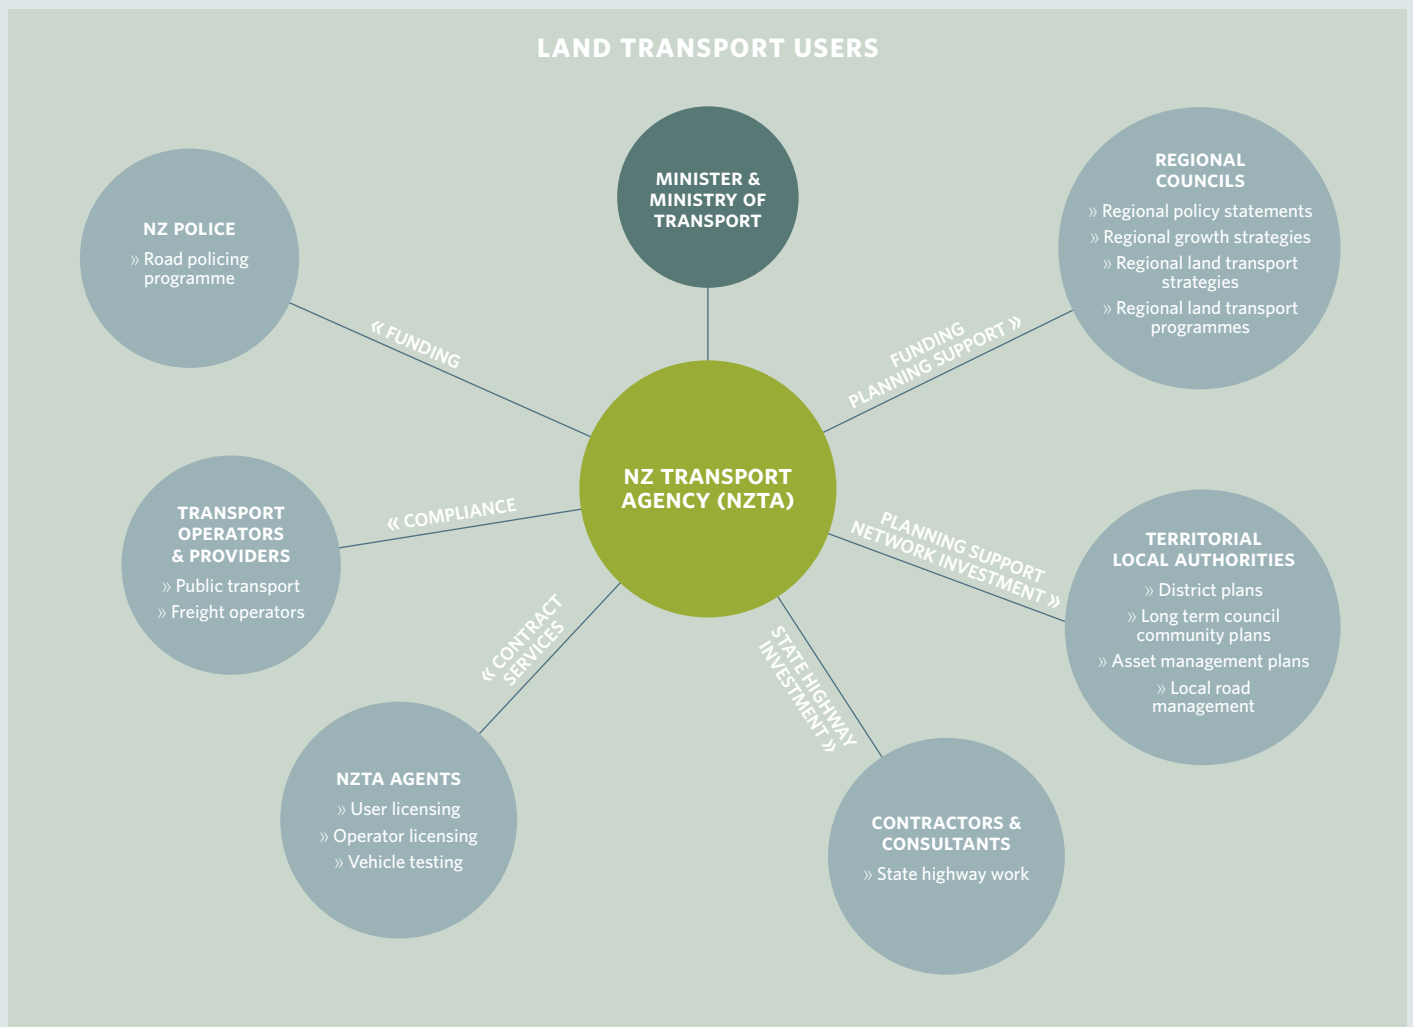 LAND TRANSPORT USERS
MINISTER &
MINISTRY OF
TRANSPORT
REGIONAL
COUNCILS
» Regional policy statements
» Regional growth strategies
» Regional land transport
strategies
» Regional land transport
programmes
NZ POLICE
» Road policing
programme
« FUNDING
FUNDING
PLANNING SUPPORT »
NZ TRANSPORT
AGENCY (NZTA)
TRANSPORT
OPERATORS
& PROVIDERS
» Public transport
» Freight operators
« COMPLIANCE
PLANNING SUPPORT
NETWORK INVESTMENT »
TERRITORIAL
LOCAL AUTHORITIES
» District plans
» Long term council
community plans
» Asset management plans
» Local road
management
« CONTRACT
SERVICES
STATE HIGHWAY
INVESTMENT »
NZTA AGENTS
» User licensing
» Operator licensing
» Vehicle testing
CONTRACTORS &
CONSULTANTS
» State highway work